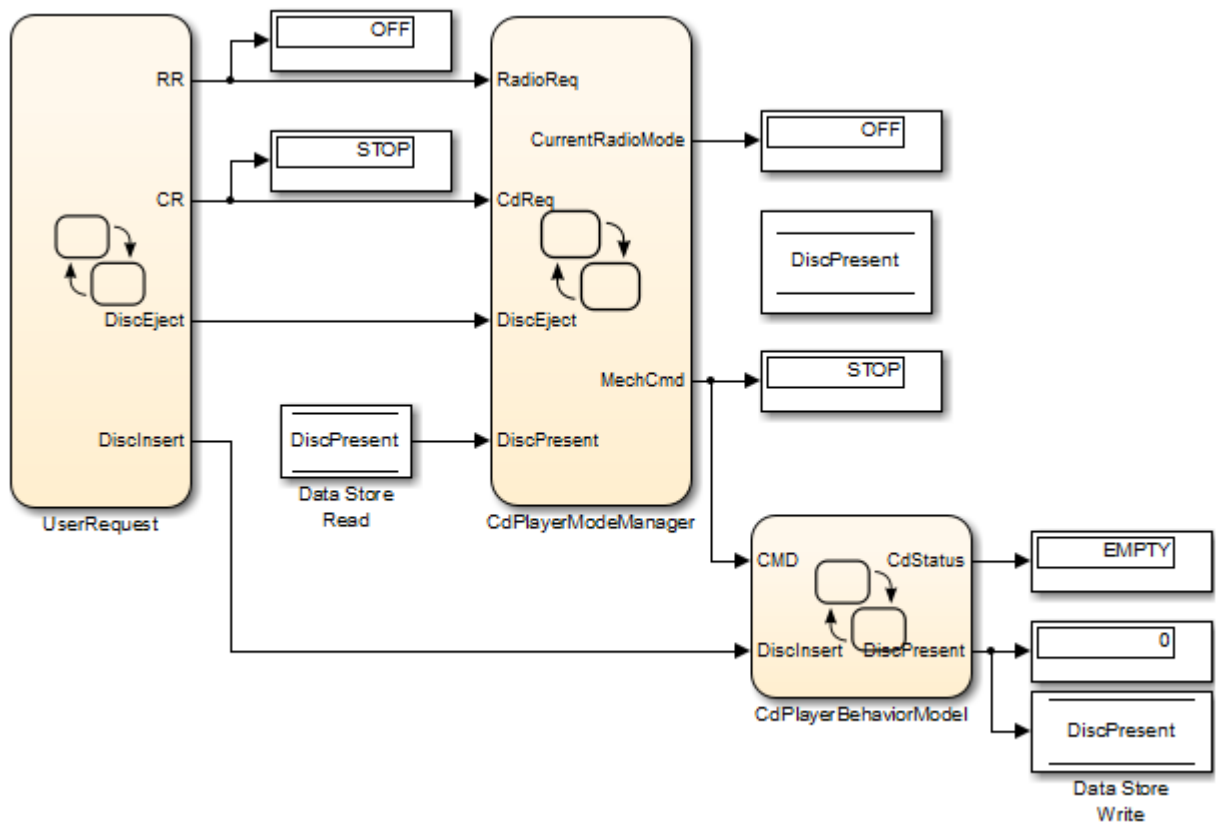 OFF
RR
RadioReq
CurrentRadioMode
OFF
STOP
CR
CdReq
DiscPresent
DiscEject
DiscEject
MechCmd
STOP
DiscInsert
DiscPresent
DiscPresent
Data Store
Read
UserRequest
CdPlayerModeManager
CMD
CdStatus
EMPTY
0
DiscInsert
DiscPresent
CdPlayerBehaviorModel
DiscPresent
Data Store
Write